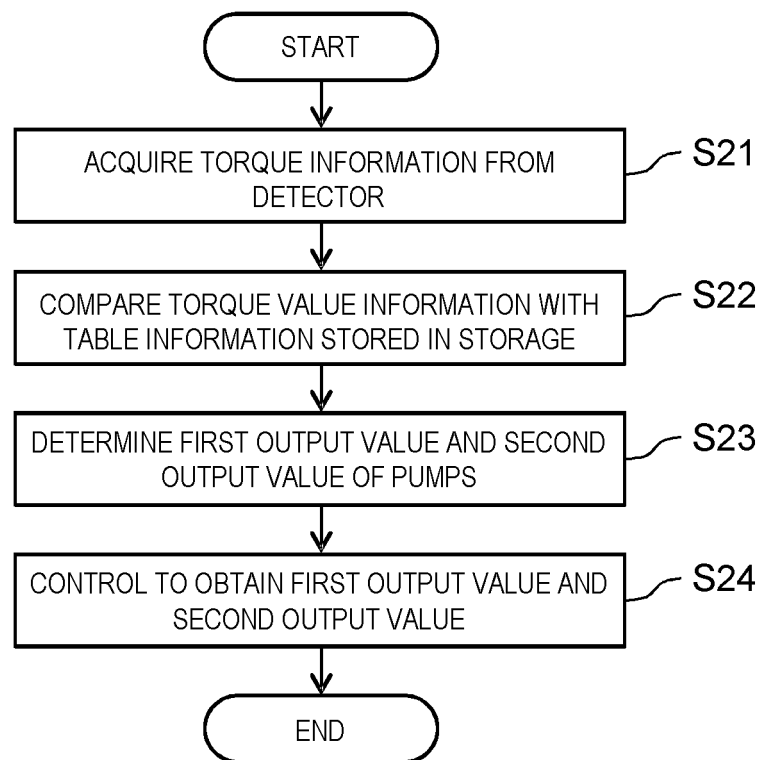 START
ACQUIRE TORQUE INFORMATION FROM
DETECTOR
S21
COMPARE TORQUE VALUE INFORMATION WITH
TABLE INFORMATION STORED IN STORAGE
S22
DETERMINE FIRST OUTPUT VALUE AND SECOND
OUTPUT VALUE OF PUMPS
S23
CONTROL TO OBTAIN FIRST OUTPUT VALUE AND
SECOND OUTPUT VALUE
S24
END